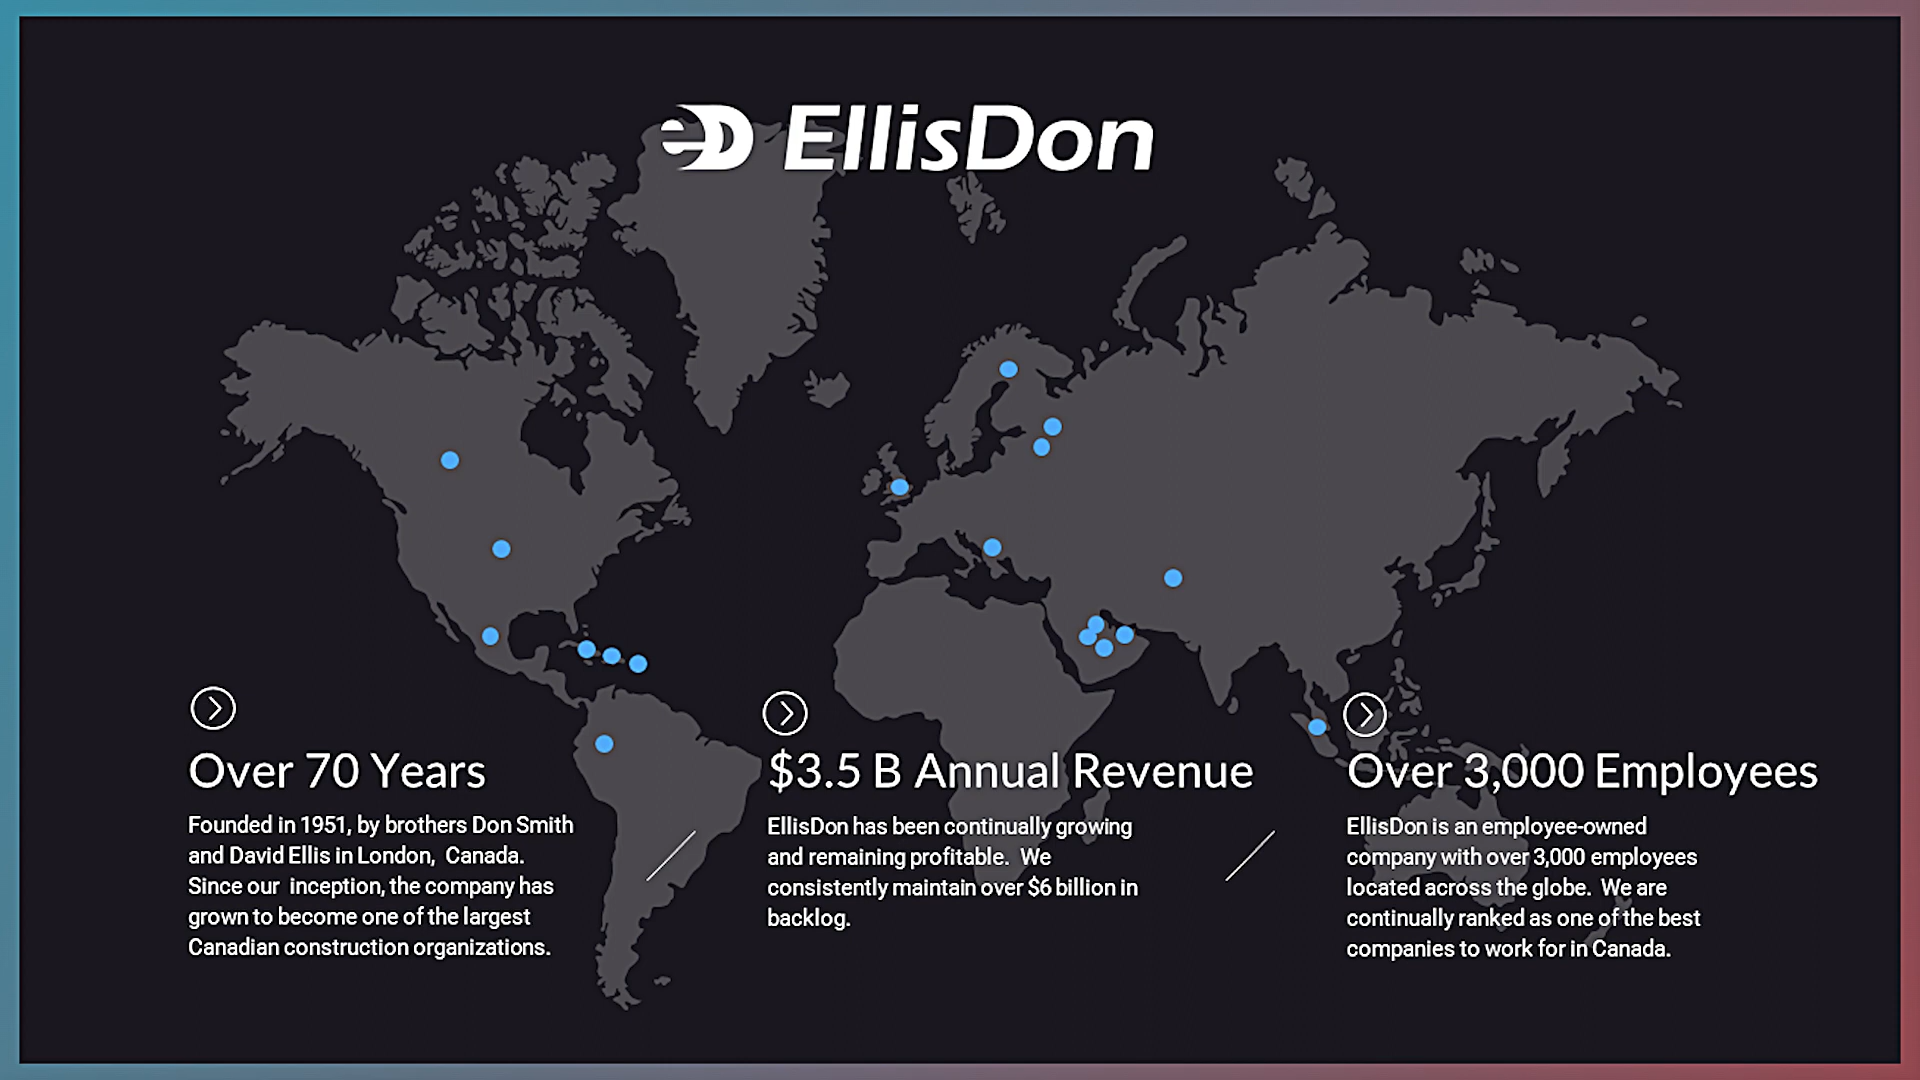 EllisDon
Over 70 Years
Founded in 1951, by brothers Don Smith
and David Ellis in London, Canada.
Since our inception, the company has
grown to become one of the largest
Canadian construction organizations.
$3.5 B Annual Revenue
EllisDon has been continually growing
and remaining profitable. We
consistently maintain over $6 billion in
backlog.
Over 3,000 Employees
EllisDon is an employee-owned
company with over 3,000 employees
located across the globe. We are
continually ranked as one of the best
companies to work for in Canada.